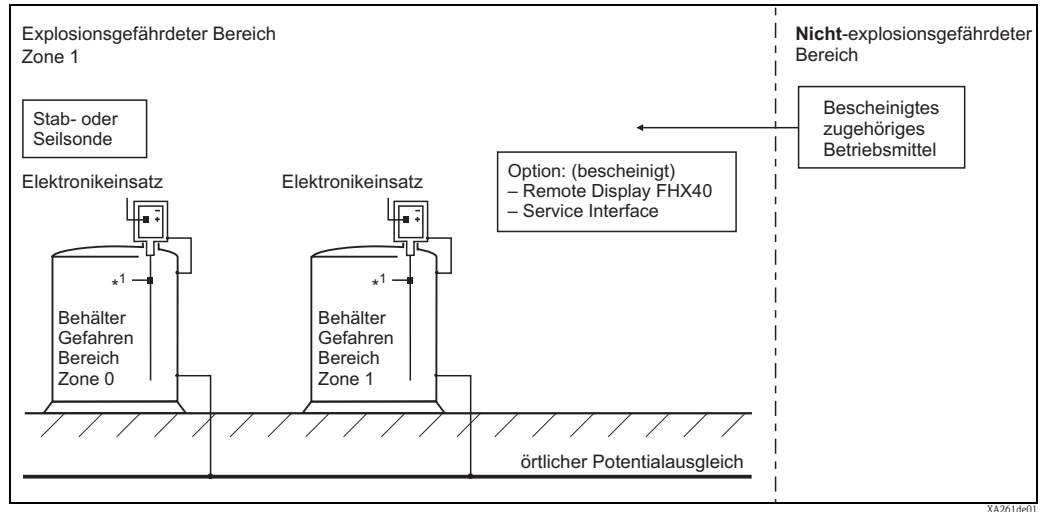 Explosionsgefährdeter Bereich
Zone 1
Nicht-explosionsgefährdeter
Bereich
Stab- oder
Seilsonde
Bescheinigtes
zugehöriges
Betriebsmittel
Option: (bescheinigt)
– Remote Display FHX40
– Service Interface
Elektronikeinsatz
Elektronikeinsatz
–
+
–
+
*1
*1
Behälter
Gefahren
Bereich
Zone 0
Behälter
Gefahren
Bereich
Zone 1
örtlicher Potentialausgleich
XA261de01